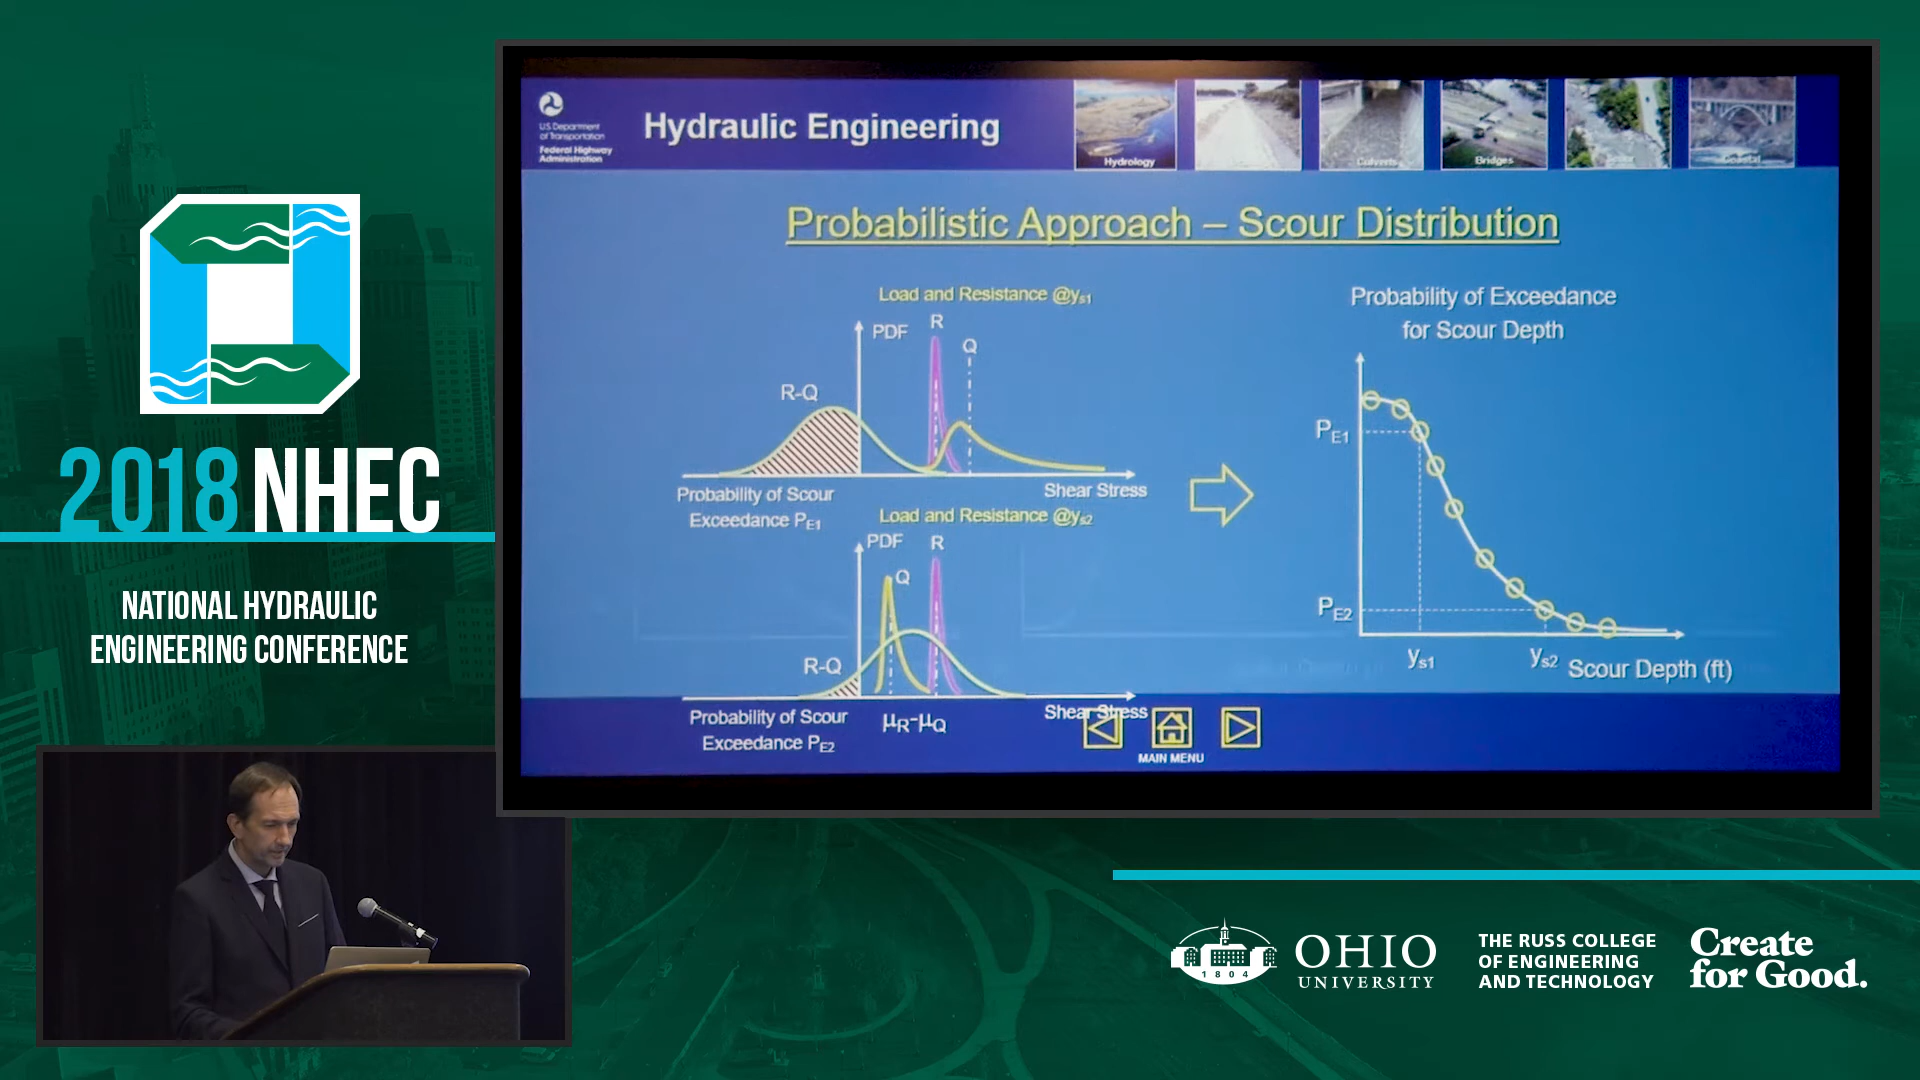 2018 NHEC
NATIONAL HYDRAULIC
ENGINEERING CONFERENCE
U.S. Department
of Transportation
Federal Highway
Administration
Hydraulic Engineering
Hydrology
Culverts
Bridges
Coastal
Probabilistic Approach – Scour Distribution
Load and Resistance @ys1
PDF
R
Q
R-Q
Probability of Scour
Exceedance PE1
Shear Stress
Load and Resistance @ys2
PDF
R
Q
R-Q
Probability of Scour
Exceedance PE2
μR-μQ
Shear Stress
MAIN MENU
Probability of Exceedance
for Scour Depth
PE1
PE2
ys1
ys2
Scour Depth (ft)
1804
OHIO
UNIVERSITY
THE RUSS COLLEGE
OF ENGINEERING
AND TECHNOLOGY
Create
for Good.